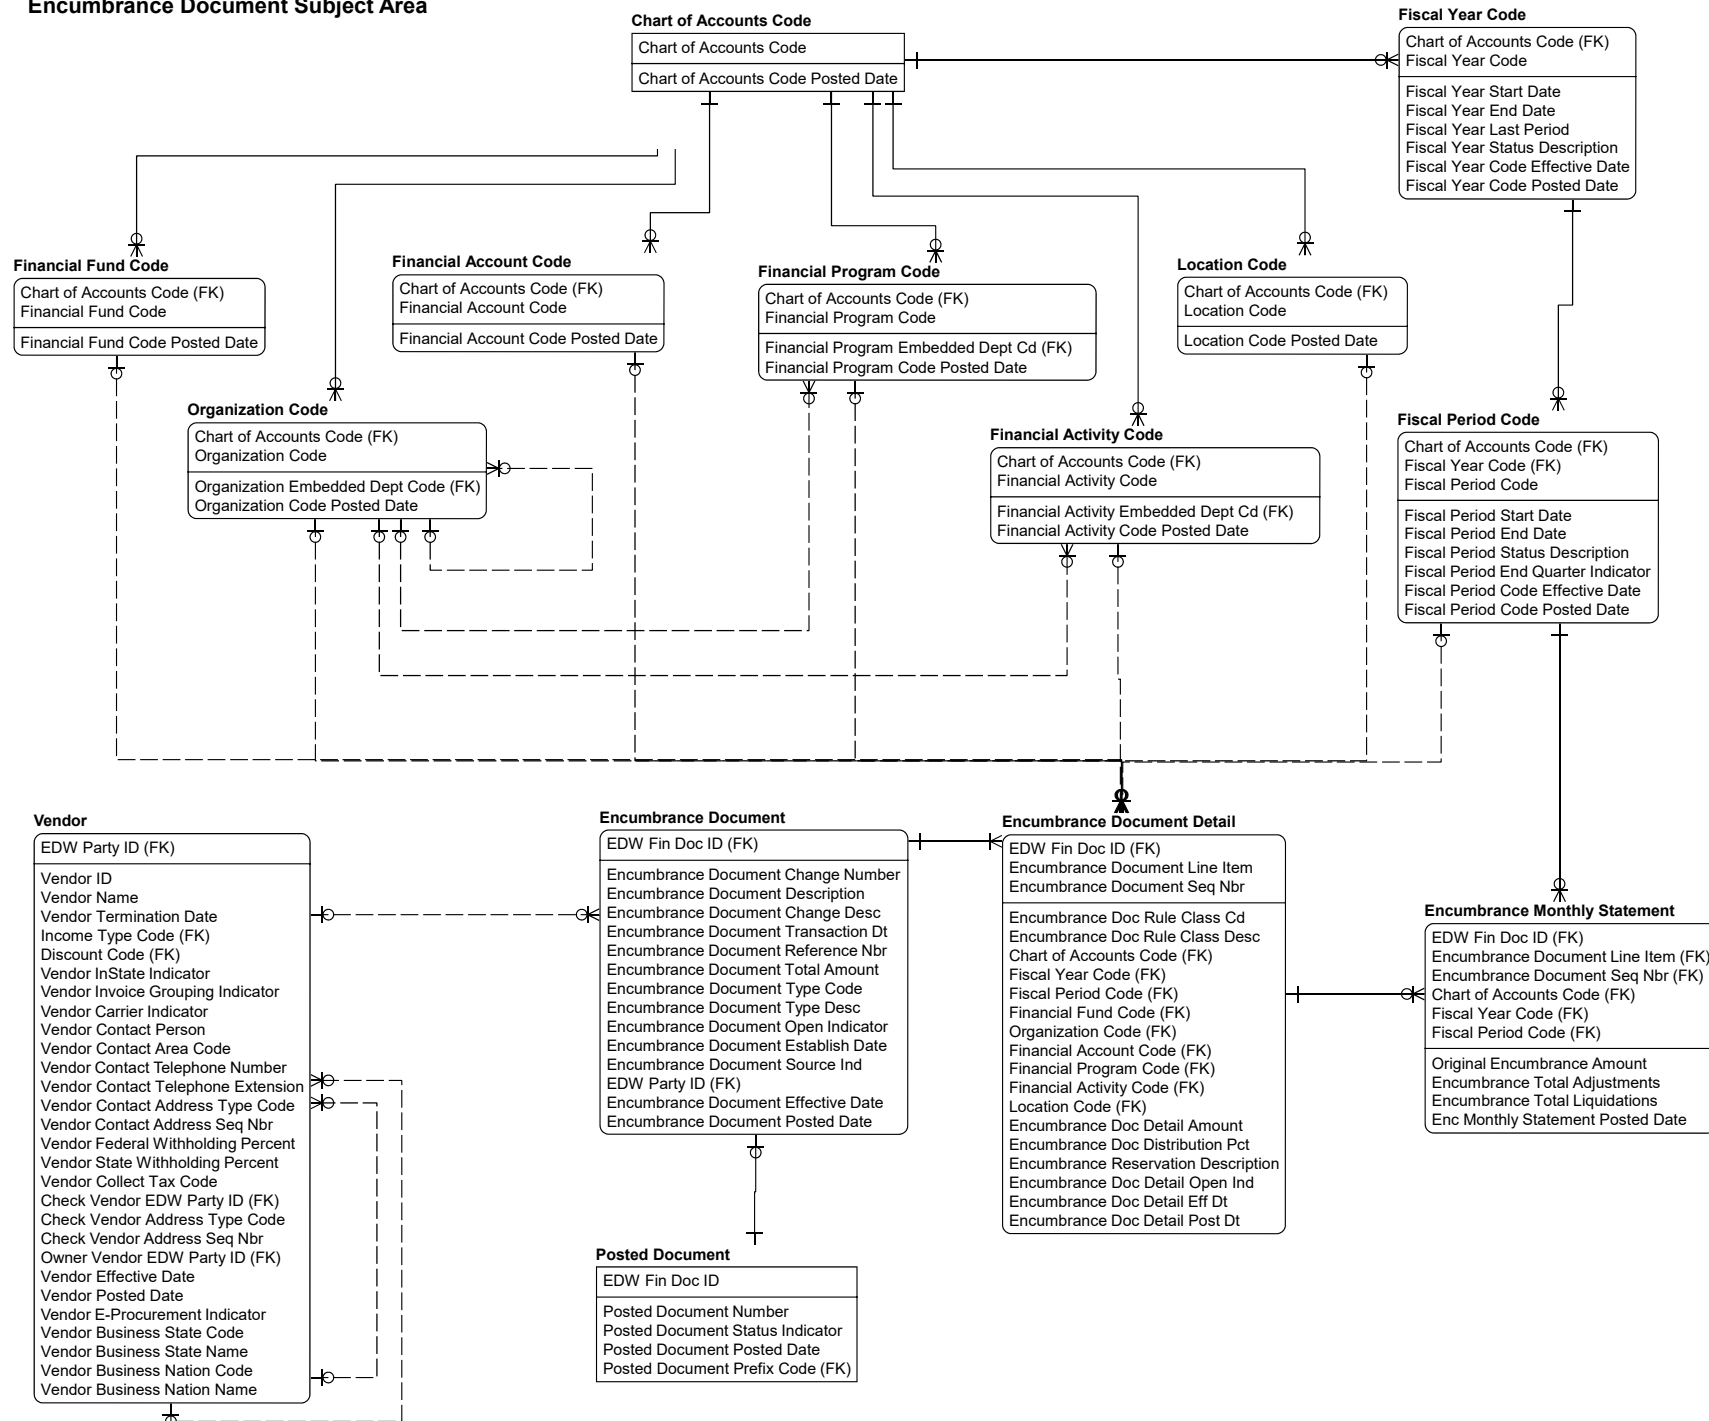 Encumbrance Document Subject Area
Chart of Accounts Code
Chart of Accounts Code
Chart of Accounts Code Posted Date
Fiscal Year Code
Chart of Accounts Code (FK)
Fiscal Year Code
Fiscal Year Start Date
Fiscal Year End Date
Fiscal Year Last Period
Fiscal Year Status Description
Fiscal Year Code Effective Date
Fiscal Year Code Posted Date
Financial Fund Code
Chart of Accounts Code (FK)
Financial Fund Code
Financial Fund Code Posted Date
Financial Account Code
Chart of Accounts Code (FK)
Financial Account Code
Financial Account Code Posted Date
Financial Program Code
Chart of Accounts Code (FK)
Financial Program Code
Financial Program Embedded Dept Cd (FK)
Financial Program Code Posted Date
Location Code
Chart of Accounts Code (FK)
Location Code
Location Code Posted Date
Organization Code
Chart of Accounts Code (FK)
Organization Code
Organization Embedded Dept Code (FK)
Organization Code Posted Date
Financial Activity Code
Chart of Accounts Code (FK)
Financial Activity Code
Financial Activity Embedded Dept Cd (FK)
Financial Activity Code Posted Date
Fiscal Period Code
Chart of Accounts Code (FK)
Fiscal Year Code (FK)
Fiscal Period Code
Fiscal Period Start Date
Fiscal Period End Date
Fiscal Period Status Description
Fiscal Period End Quarter Indicator
Fiscal Period Code Effective Date
Fiscal Period Code Posted Date
Vendor
EDW Party ID (FK)
Vendor ID
Vendor Name
Vendor Termination Date
Income Type Code (FK)
Discount Code (FK)
Vendor InState Indicator
Vendor Invoice Grouping Indicator
Vendor Carrier Indicator
Vendor Contact Person
Vendor Contact Area Code
Vendor Contact Telephone Number
Vendor Contact Telephone Extension
Vendor Contact Address Type Code
Vendor Contact Address Seq Nbr
Vendor Federal Withholding Percent
Vendor State Withholding Percent
Vendor Collect Tax Code
Check Vendor EDW Party ID (FK)
Check Vendor Address Type Code
Check Vendor Address Seq Nbr
Owner Vendor EDW Party ID (FK)
Vendor Effective Date
Vendor Posted Date
Vendor E-Procurement Indicator
Vendor Business State Code
Vendor Business State Name
Vendor Business Nation Code
Vendor Business Nation Name
Encumbrance Document
EDW Fin Doc ID (FK)
Encumbrance Document Change Number
Encumbrance Document Description
Encumbrance Document Change Desc
Encumbrance Document Transaction Dt
Encumbrance Document Reference Nbr
Encumbrance Document Total Amount
Encumbrance Document Type Code
Encumbrance Document Type Desc
Encumbrance Document Open Indicator
Encumbrance Document Establish Date
Encumbrance Document Source Ind
EDW Party ID (FK)
Encumbrance Document Effective Date
Encumbrance Document Posted Date
Posted Document
EDW Fin Doc ID
Posted Document Number
Posted Document Status Indicator
Posted Document Posted Date
Posted Document Prefix Code (FK)
Encumbrance Document Detail
EDW Fin Doc ID (FK)
Encumbrance Document Line Item
Encumbrance Document Seq Nbr
Encumbrance Doc Rule Class Cd
Encumbrance Doc Rule Class Desc
Chart of Accounts Code (FK)
Fiscal Year Code (FK)
Fiscal Period Code (FK)
Financial Fund Code (FK)
Organization Code (FK)
Financial Account Code (FK)
Financial Program Code (FK)
Financial Activity Code (FK)
Location Code (FK)
Encumbrance Doc Detail Amount
Encumbrance Doc Distribution Pct
Encumbrance Reservation Description
Encumbrance Doc Detail Open Ind
Encumbrance Doc Detail Eff Dt
Encumbrance Doc Detail Post Dt
Encumbrance Monthly Statement
EDW Fin Doc ID (FK)
Encumbrance Document Line Item (FK)
Encumbrance Document Seq Nbr (FK)
Chart of Accounts Code (FK)
Fiscal Year Code (FK)
Fiscal Period Code (FK)
Original Encumbrance Amount
Encumbrance Total Adjustments
Encumbrance Total Liquidations
Enc Monthly Statement Posted Date